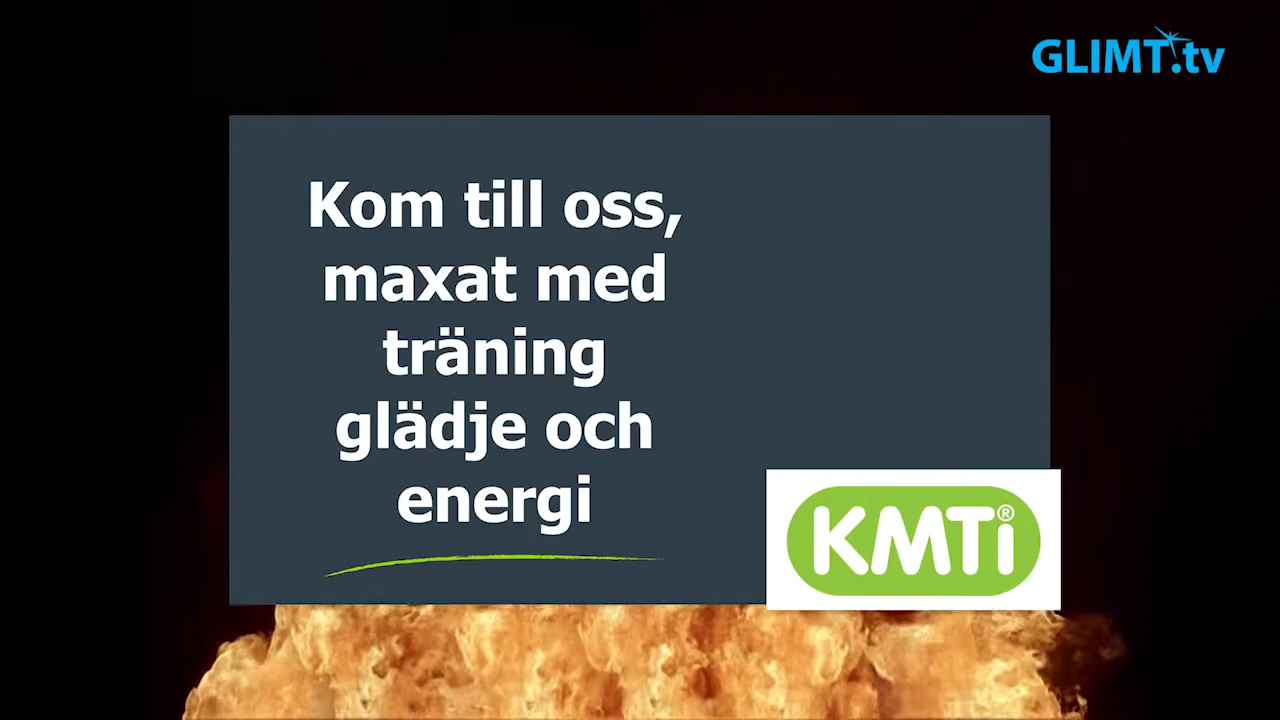 GLIMT.tv
Kom till oss,
maxat med
träning
glädje och
energi
KMTi®